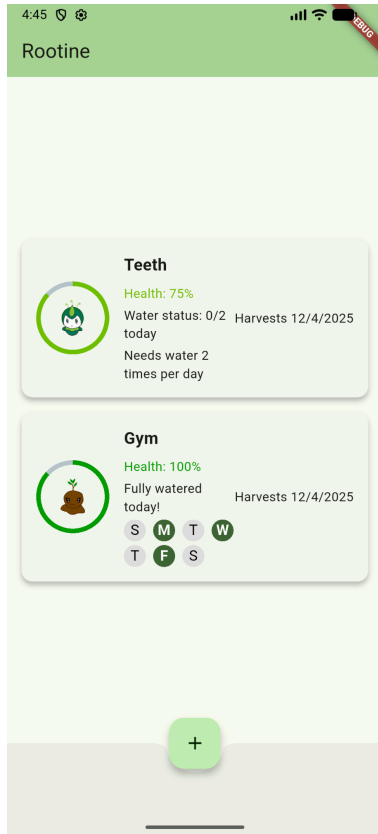 4:45
DEBUG
Rootine
Teeth
Health: 75%
Water status: 0/2
today
Needs water 2
times per day
Harvests 12/4/2025
Gym
Health: 100%
Fully watered
today!
S M T W
T F S
Harvests 12/4/2025
+